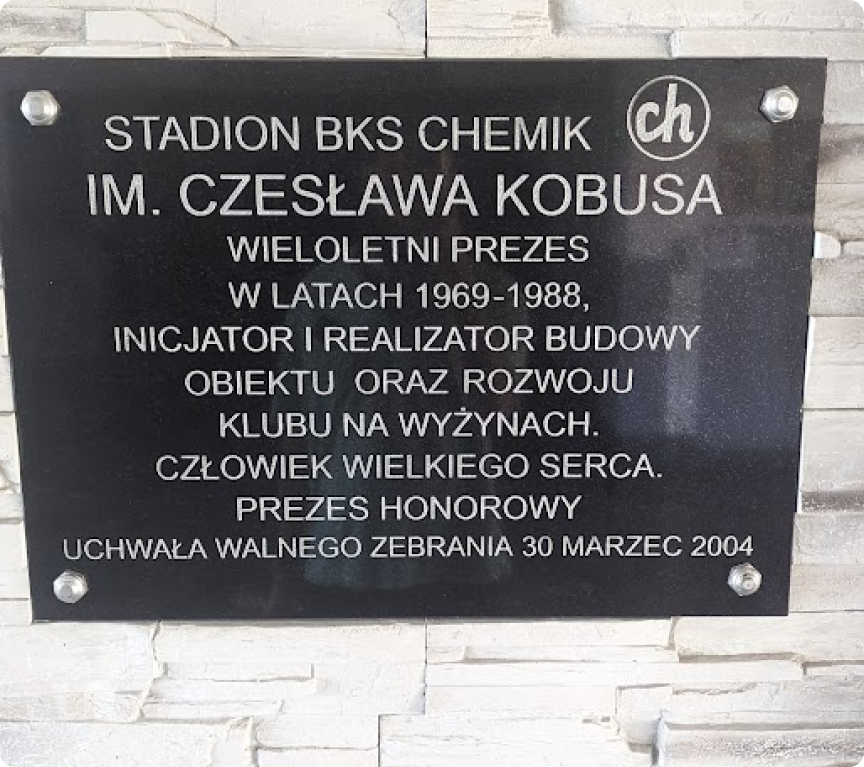 STADION BKS CHEMIK ch
IM. CZESŁAWA KOBUSA
WIELOLETNI PREZES
W LATACH 1969-1988,
INICJATOR I REALIZATOR BUDOWY
OBIEKTU ORAZ ROZWOJU
KLUBU NA WYŻYNACH.
CZŁOWIEK WIELKIEGO SERCA.
PREZES HONOROWY
UCHWAŁA WALNEGO ZEBRANIA 30 MARZEC 2004